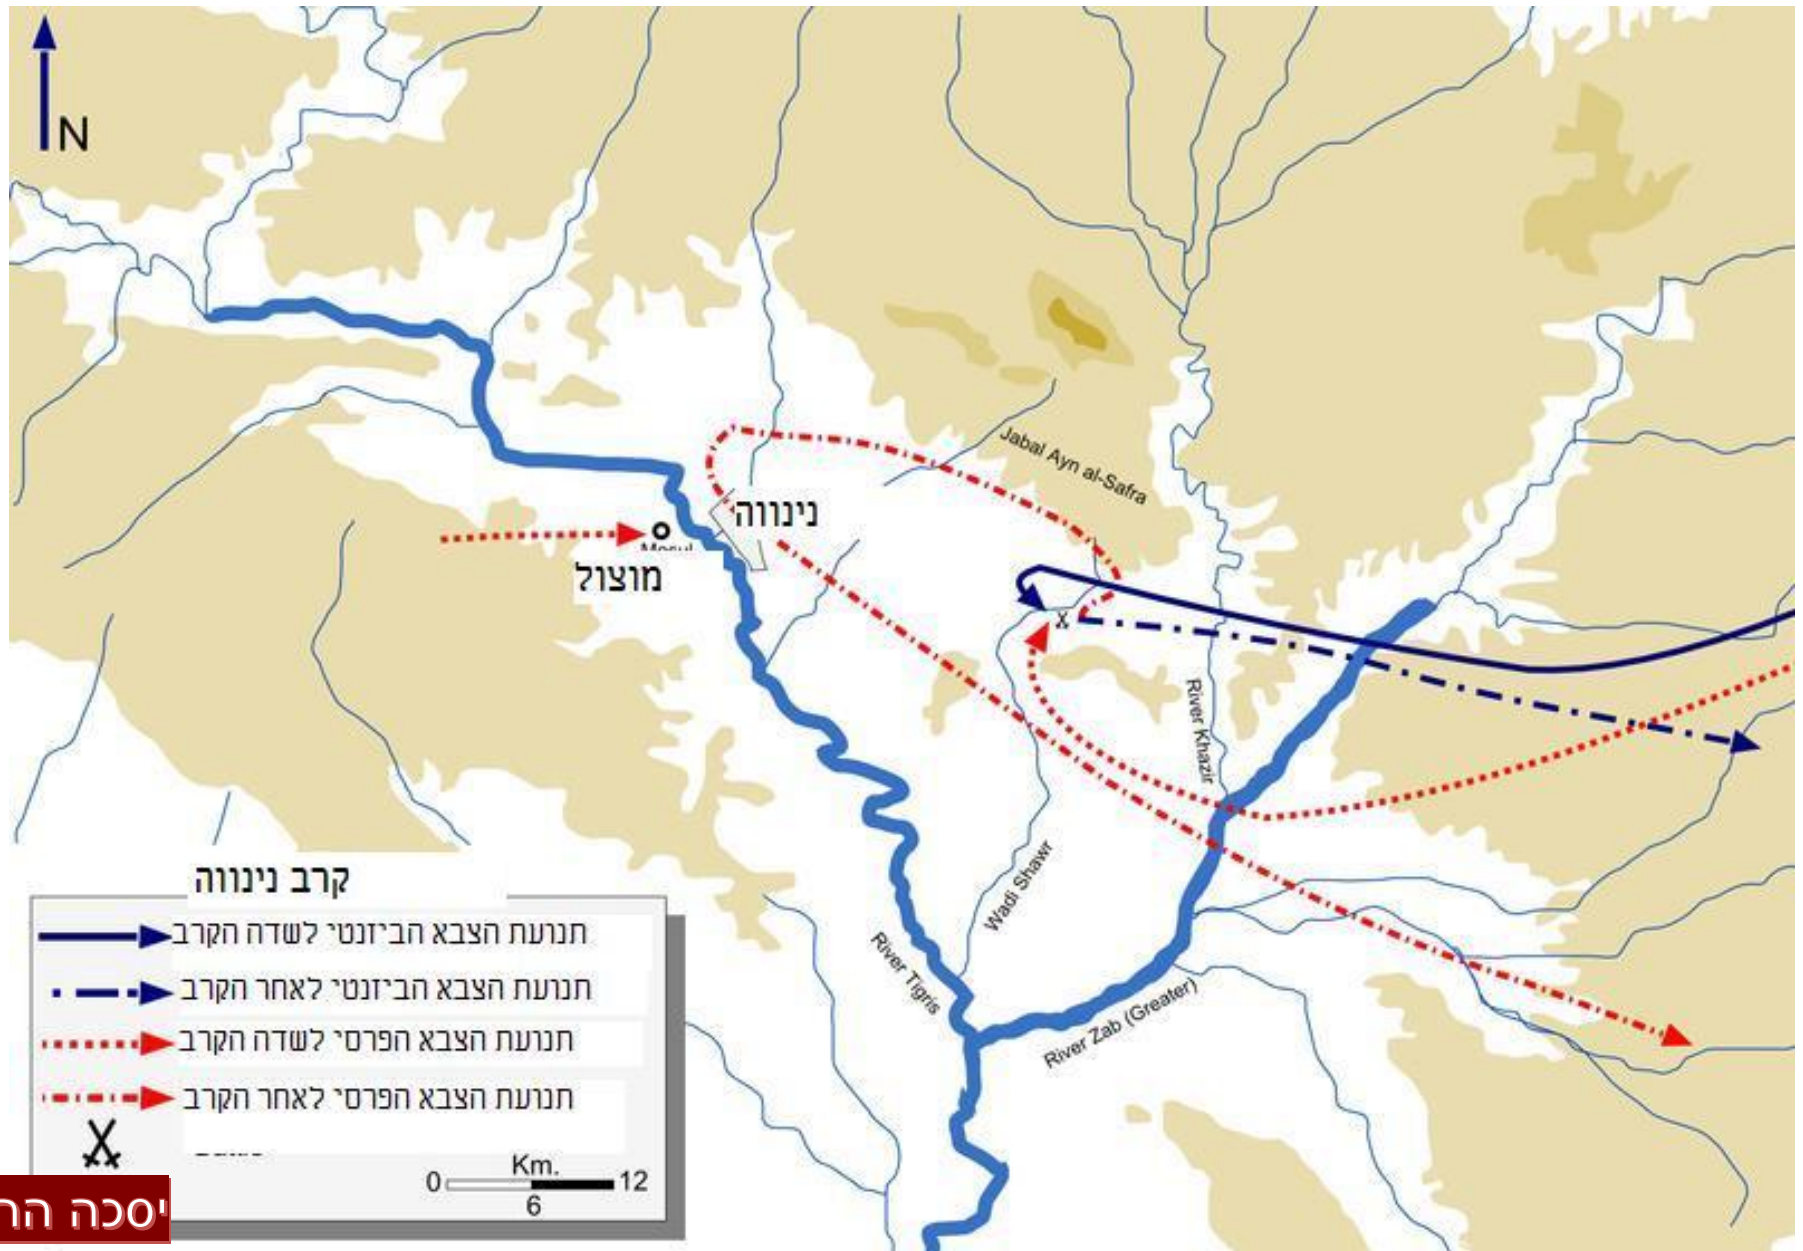 N
Jabal Ayn al-Safra
נינווה
מוצול
River Khazir
Wadi Shawr
River Tigris
River Zab (Greater)
קרב נינווה
תנועת הצבא הביזנטי לשדה הקרב
תנועת הצבא הביזנטי לאחר הקרב
תנועת הצבא הפרסי לשדה הקרב
תנועת הצבא הפרסי לאחר הקרב
Km.
0 12
6
יסכה הר